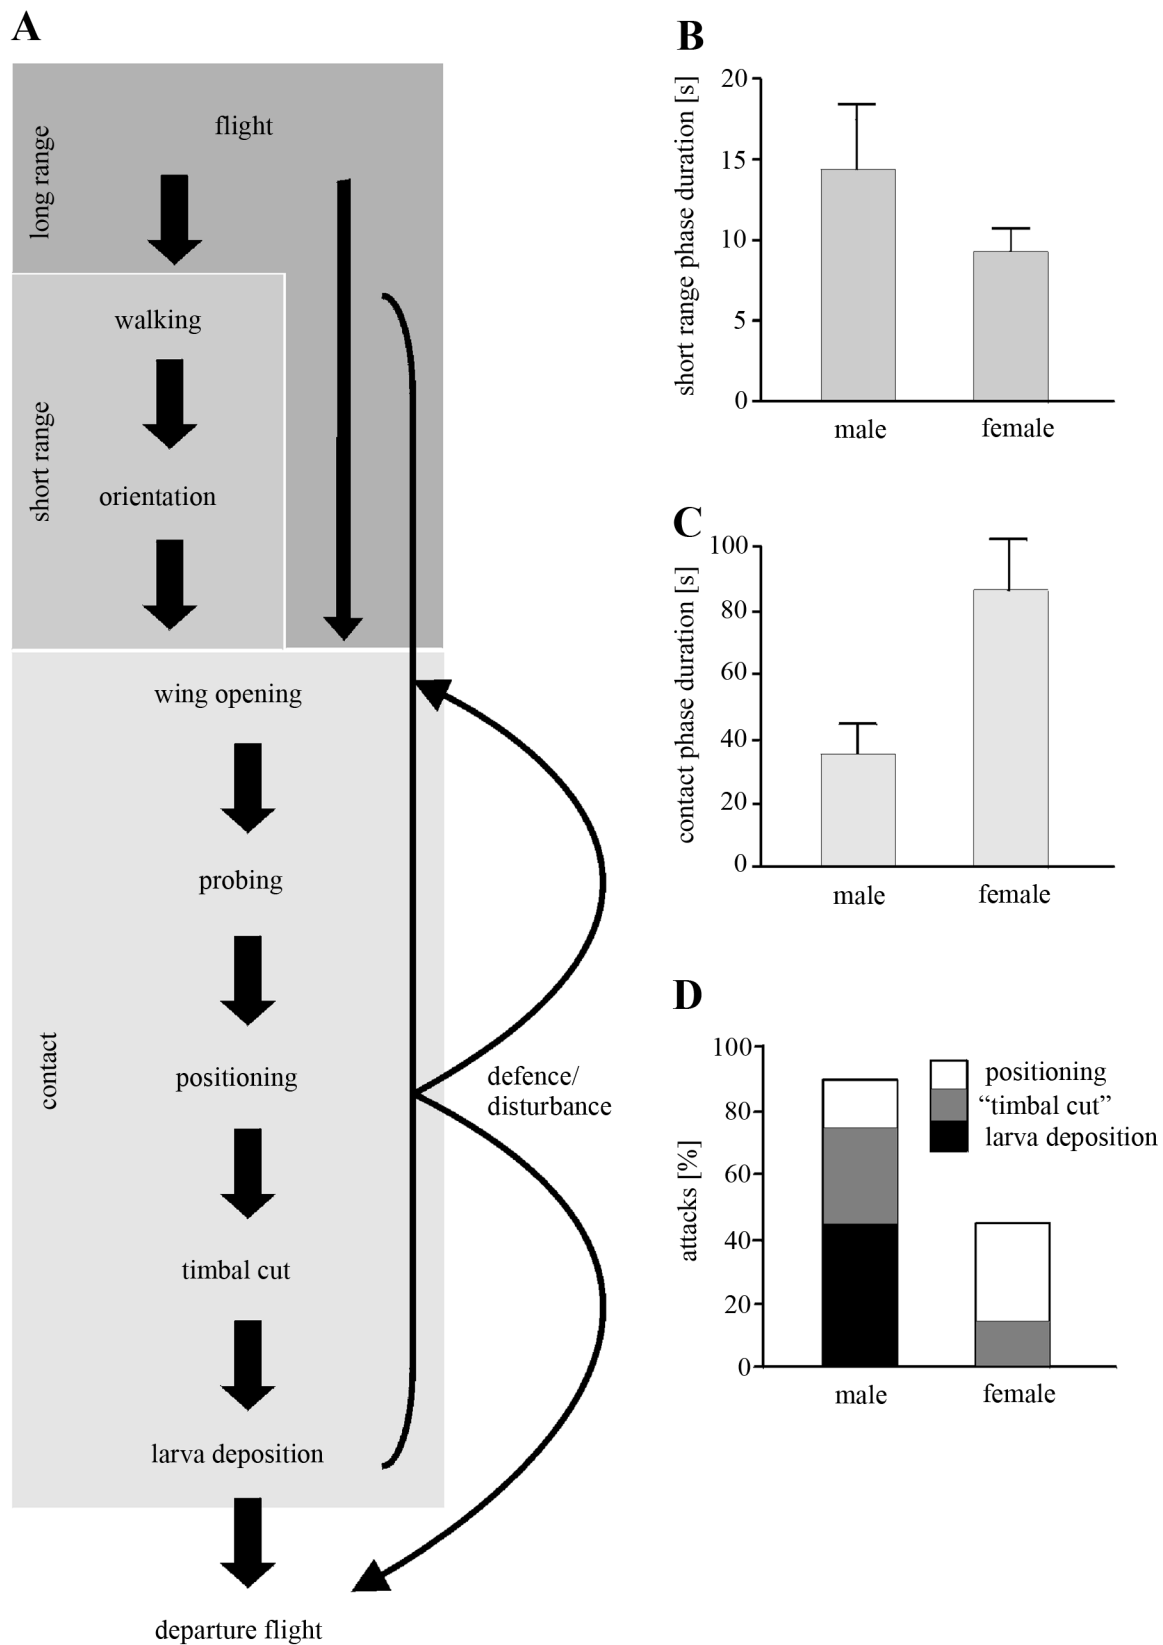 A
long range
flight
short range
walking
orientation
contact
wing opening
probing
positioning
timbal cut
larva deposition
departure flight
defence/
disturbance
B
short range phase duration [s]
20
15
10
5
0
male
female
C
contact phase duration [s]
100
80
60
40
20
0
male
female
D
attacks [%]
100
80
60
40
20
0
male
female
positioning
“timbal cut”
larva deposition